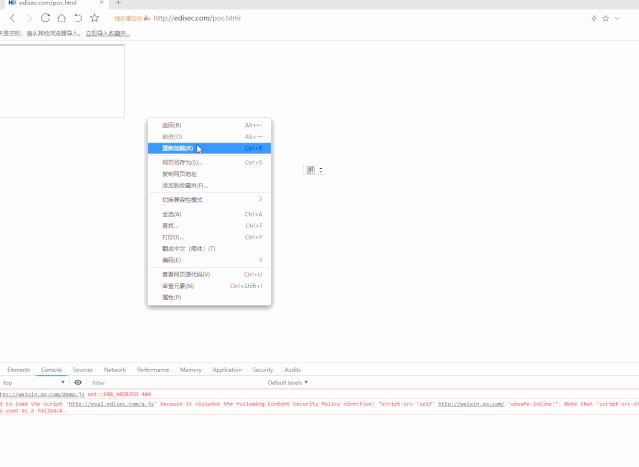 HD edisec.com/poc.html × +
http://edisec.com/poc.html
夹是空的，请从其他浏览器导入。 立即导入收藏夹...
返回(B) Alt+←
前进(O) Alt+→
重新加载(R) Ctrl+R
网页另存为(S)... Ctrl+S
复制网页地址
添加到收藏夹(F)...
切换兼容性模式
全选(A) Ctrl+A
查找... Ctrl+F
打印(I)... Ctrl+P
翻成中文（简体）(T)
编码(E)
查看网页源代码(V) Ctrl+U
审查元素(N) Ctrl+Shift+I
属性(P)
Elements Console Sources Network Performance Memory Application Security Audits
top Filter Default levels ▼
tps://weixin.qq.com/demo.js net::ERR_ABORTED 404
d to load the script 'http://eval.edisec.com/a.js' because it violates the following Content Security Policy directive: "script-src 'self' http://weixin.qq.com/ 'unsafe-inline'". Note that 'script-src-el
s used as a fallback.